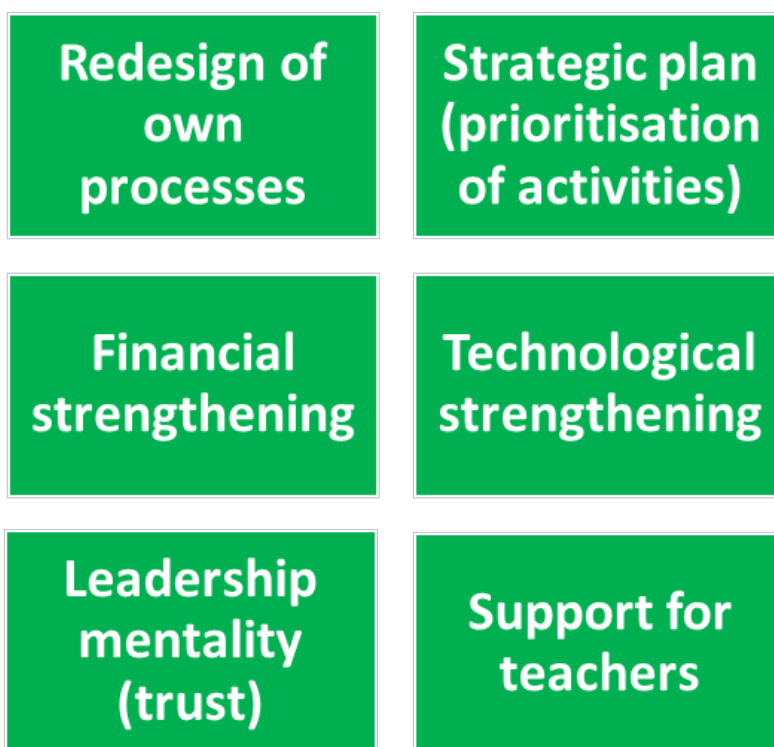 Redesign of
own
processes
Strategic plan
(prioritisation
of activities)
Financial
strengthening
Technological
strengthening
Leadership
mentality
(trust)
Support for
teachers